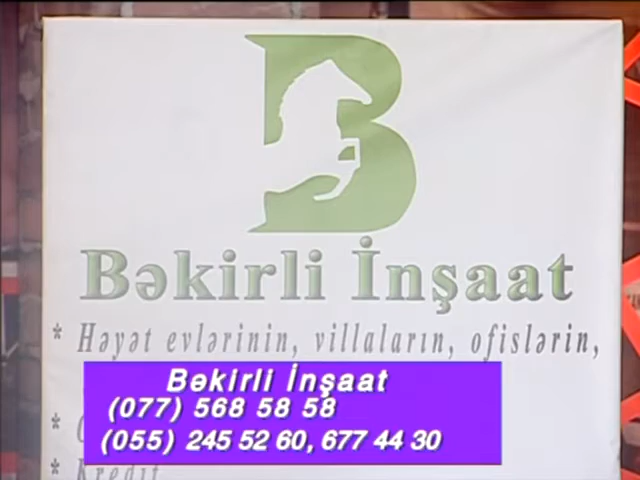 B
Bəkirli İnşaat
* Həyət evlərinin, villaların, ofislərin,
Bəkirli İnşaat
(077) 568 58 58
(055) 245 52 60, 677 44 30
*
* Kredit